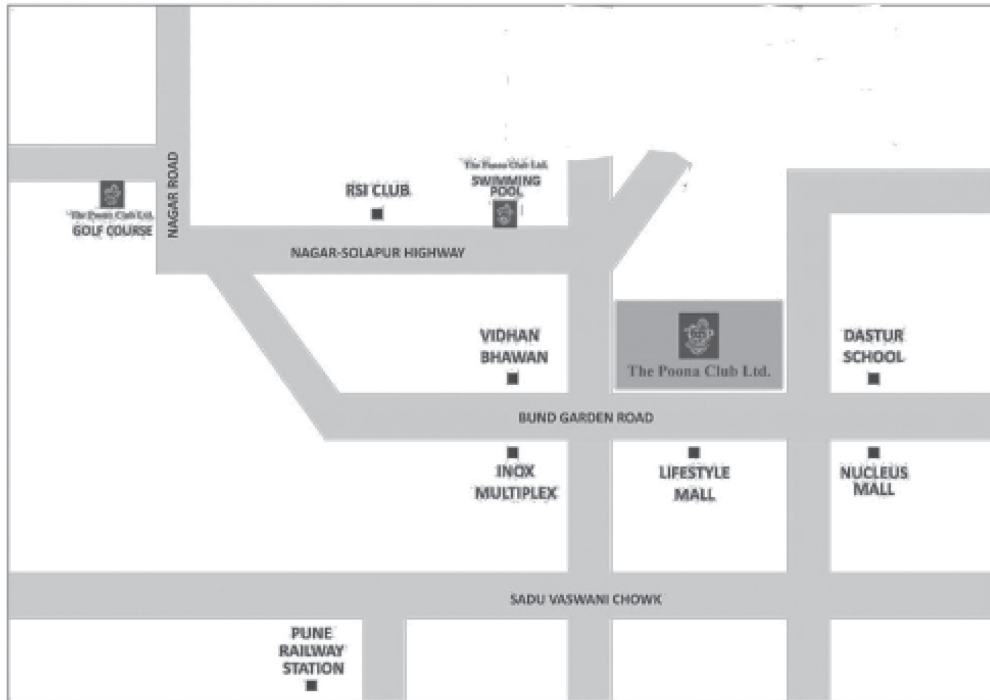 NAGAR ROAD
The Poona Club Ltd.
GOLF COURSE
RSI CLUB
The Poona Club Ltd.
SWIMMING
POOL
NAGAR-SOLAPUR HIGHWAY
VIDHAN
BHAWAN
The Poona Club Ltd.
DASTUR
SCHOOL
BUND GARDEN ROAD
INOX
MULTIPLEX
LIFESTYLE
MALL
NUCLEUS
MALL
SADU VASWANI CHOWK
PUNE
RAILWAY
STATION